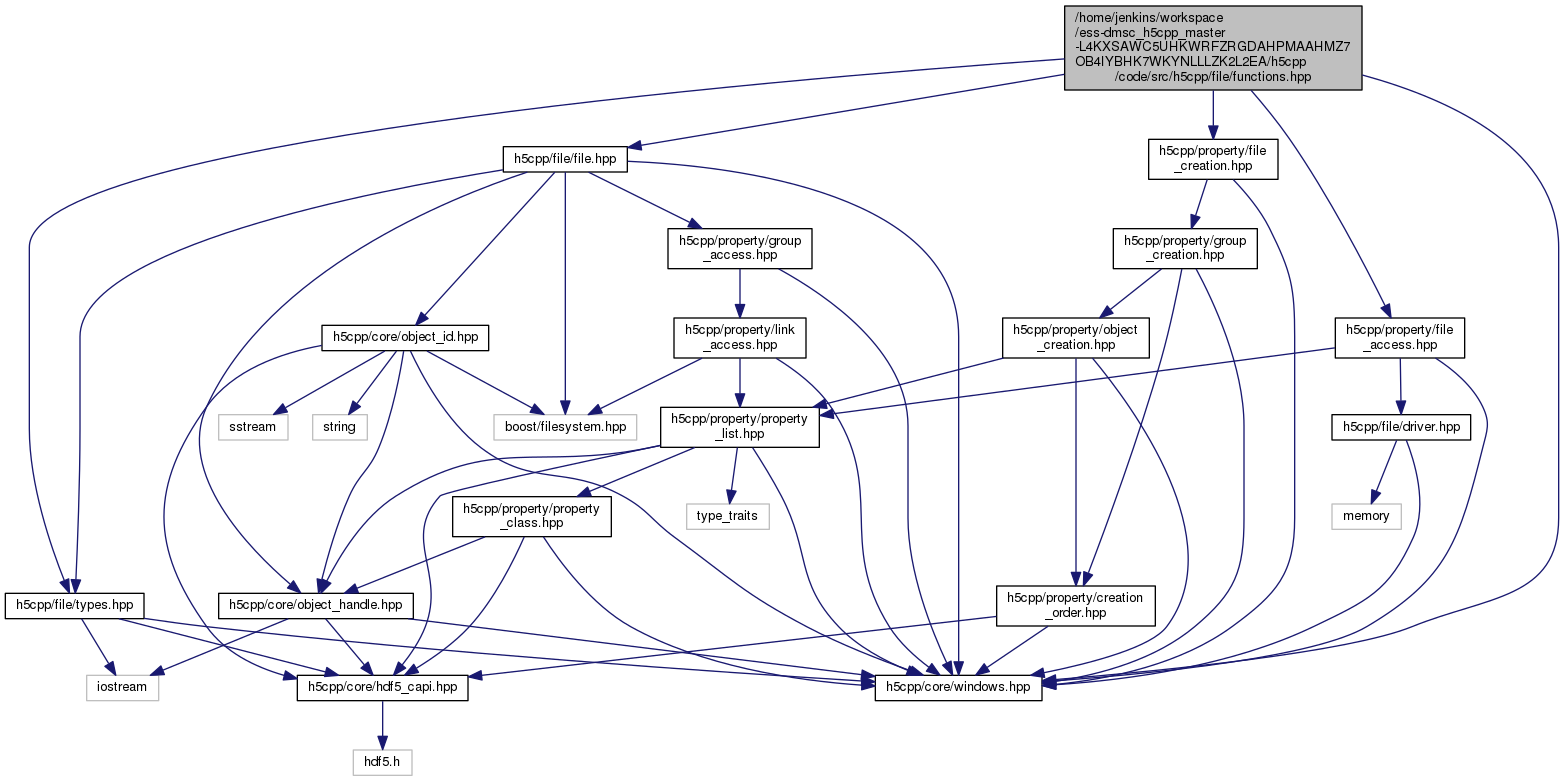 /home/jenkins/workspace
/ess-dmsc_h5cpp_master
-L4KXSAWC5UHKWRFZRGDAHPMAAHMZ7
OB4IYBHK7WKYNLLLZK2L2EA/h5cpp
/code/src/h5cpp/file/functions.hpp
h5cpp/file/file.hpp
h5cpp/property/file
_creation.hpp
h5cpp/property/group
_access.hpp
h5cpp/property/group
_creation.hpp
h5cpp/core/object_id.hpp
h5cpp/property/link
_access.hpp
h5cpp/property/object
_creation.hpp
h5cpp/property/file
_access.hpp
sstream
string
boost/filesystem.hpp
h5cpp/property/property
_list.hpp
h5cpp/file/driver.hpp
h5cpp/property/property
_class.hpp
type_traits
memory
h5cpp/file/types.hpp
h5cpp/core/object_handle.hpp
h5cpp/property/creation
_order.hpp
iostream
h5cpp/core/hdf5_capi.hpp
h5cpp/core/windows.hpp
hdf5.h